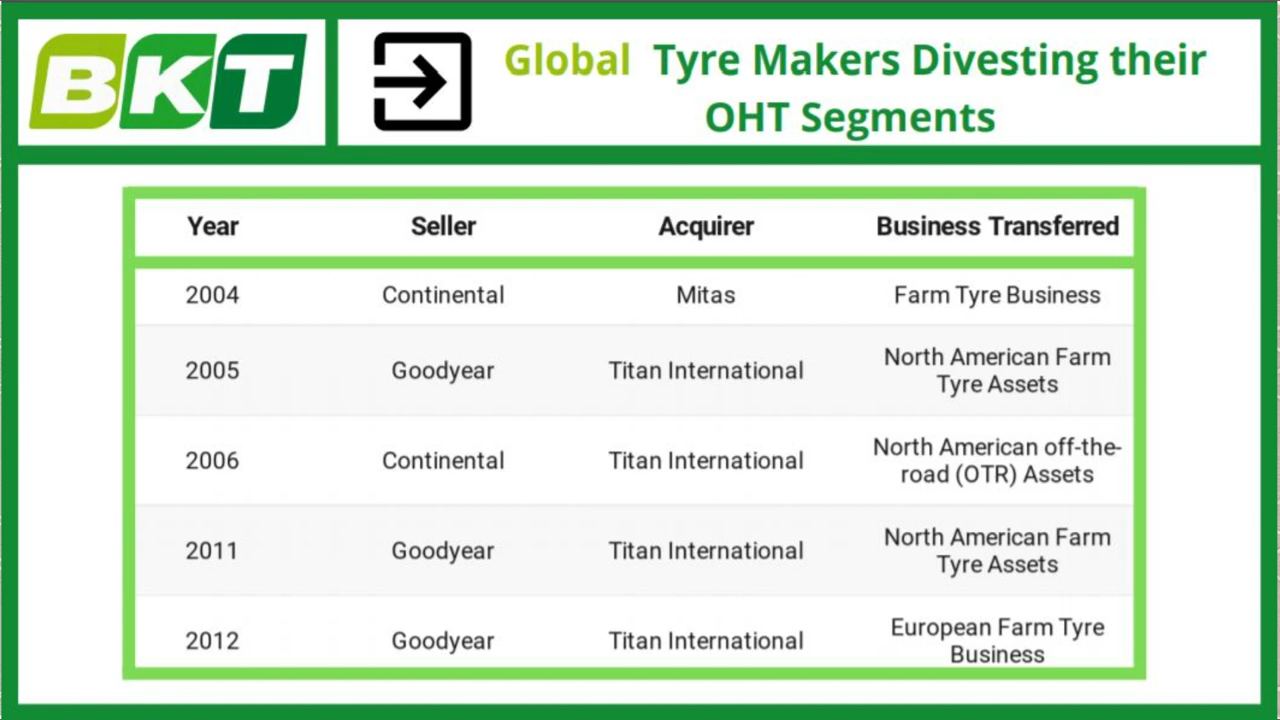 BKT
Global Tyre Makers Divesting their
OHT Segments
Year Seller Acquirer Business Transferred
2004 Continental Mitas Farm Tyre Business
2005 Goodyear Titan International North American Farm
Tyre Assets
2006 Continental Titan International North American off-the-
road (OTR) Assets
2011 Goodyear Titan International North American Farm
Tyre Assets
2012 Goodyear Titan International European Farm Tyre
Business